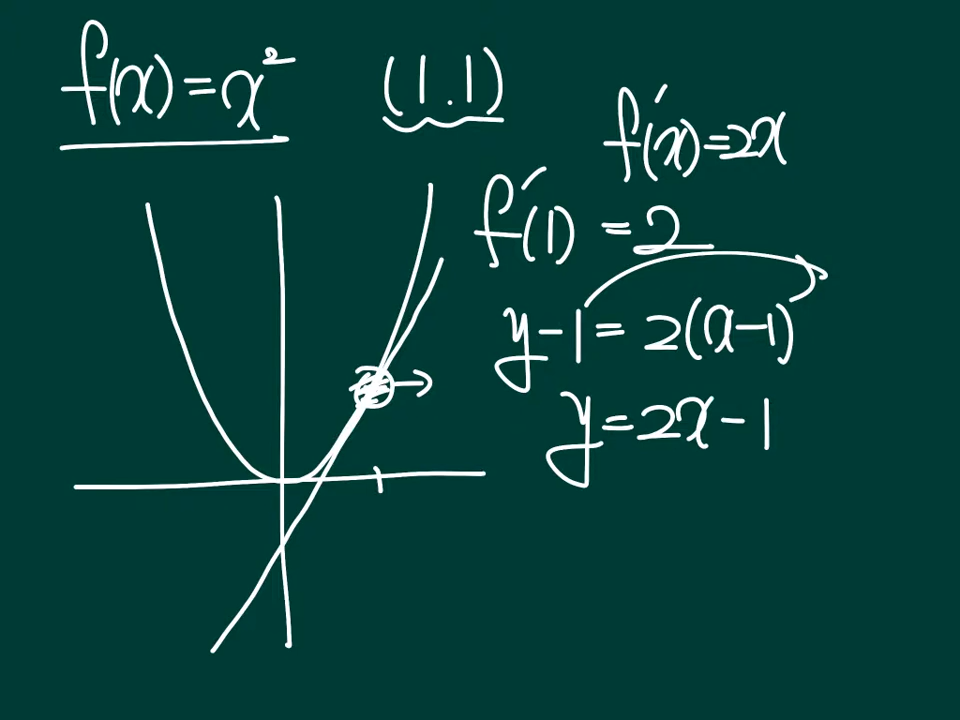 f(x)=x² (1.1)
f'(x)=2x
f'(1)=2
y-1=2(x-1)
y=2x-1